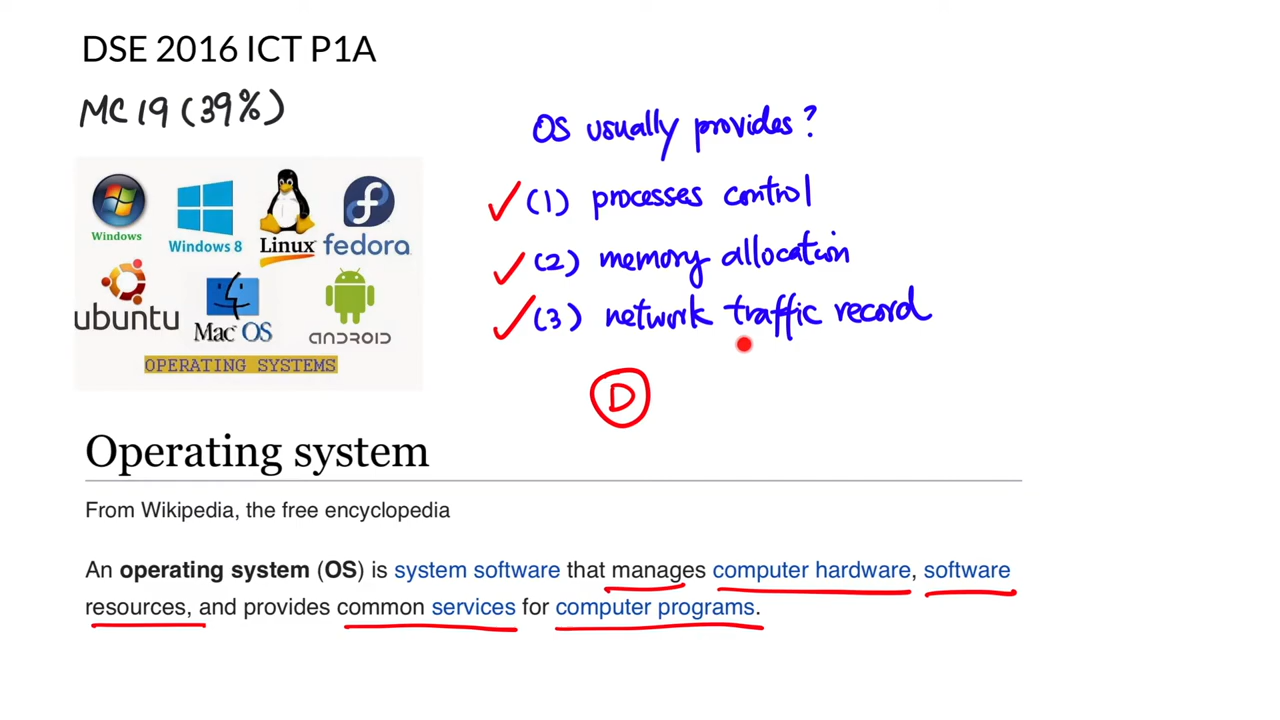 DSE 2016 ICT P1A
MC 19 (39%)
OS usually provides?
✓ (1) processes control
✓ (2) memory allocation
✓ (3) network traffic record
D
Windows
Windows 8
Linux
fedora
ubuntu
Mac OS
ANDROID
OPERATING SYSTEMS
Operating system
From Wikipedia, the free encyclopedia
An operating system (OS) is system software that manages computer hardware, software
resources, and provides common services for computer programs.